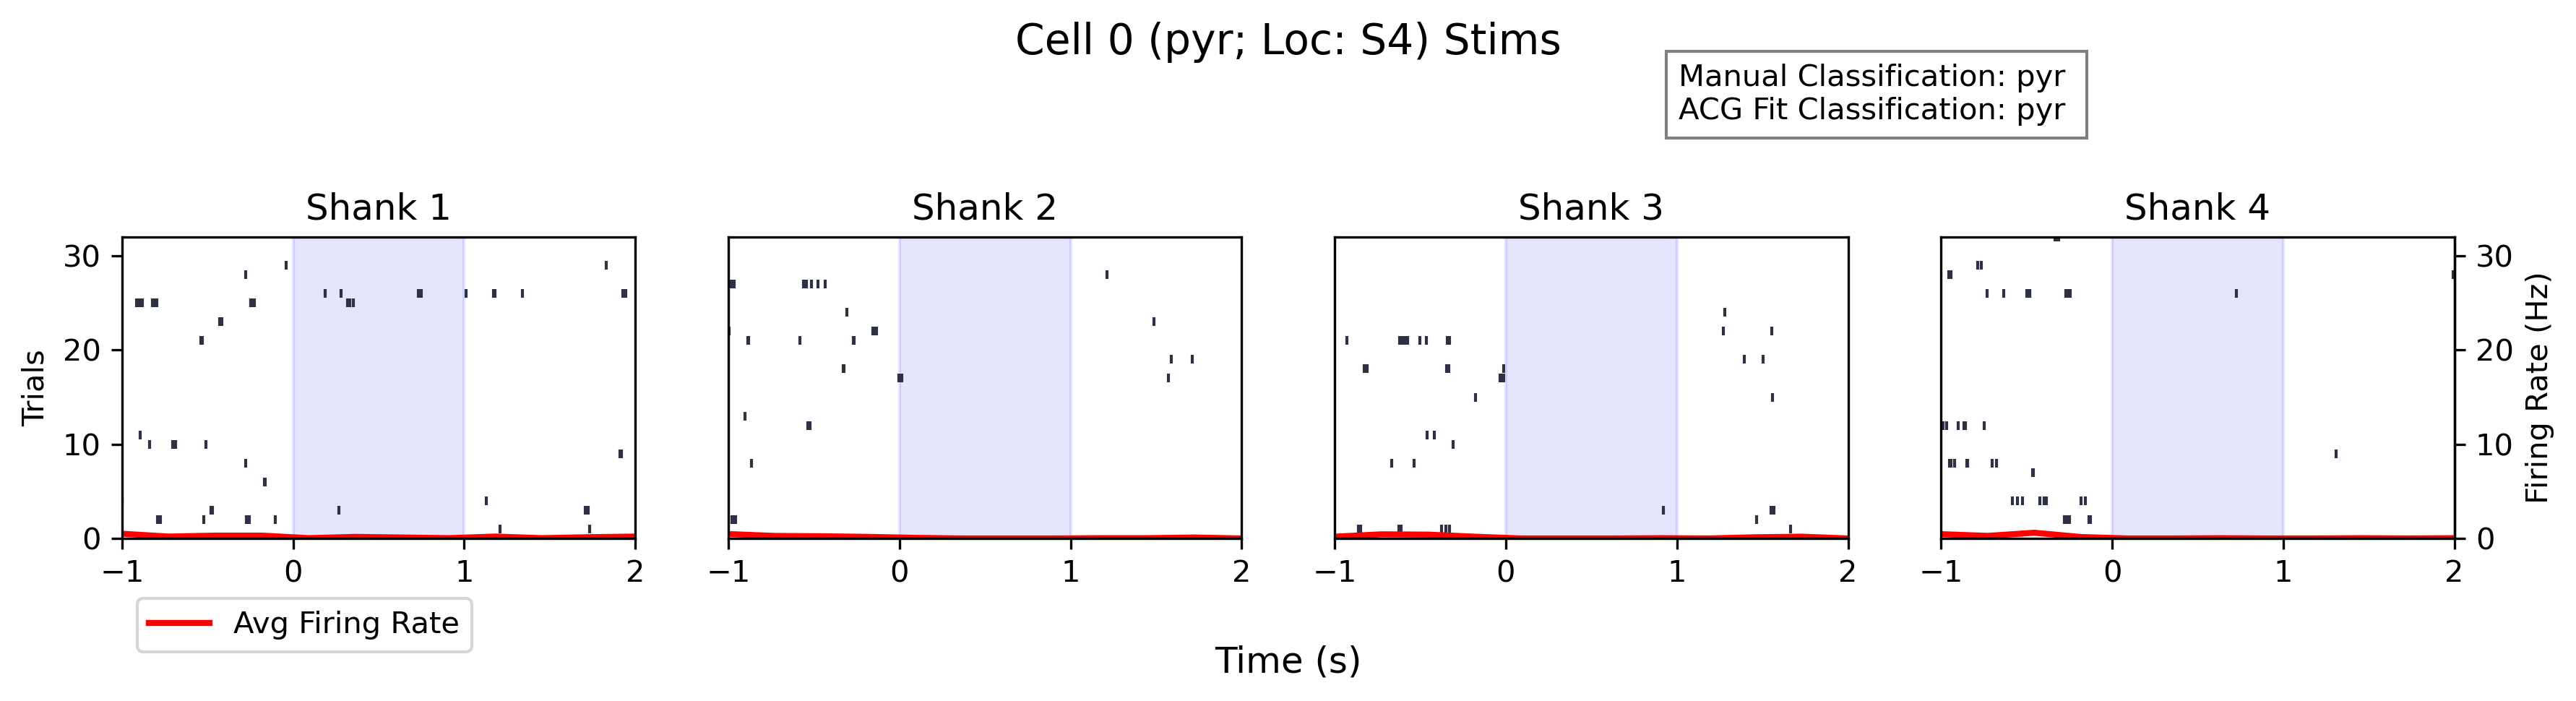 Cell 0 (pyr; Loc: S4) Stims
Manual Classification: pyr
ACG Fit Classification: pyr
Shank 1
Shank 2
Shank 3
Shank 4
Trials
30
20
10
0
−1 0 1 2
−1 0 1 2
−1 0 1 2
−1 0 1 2
30
20
10
0
Firing Rate (Hz)
Avg Firing Rate
Time (s)